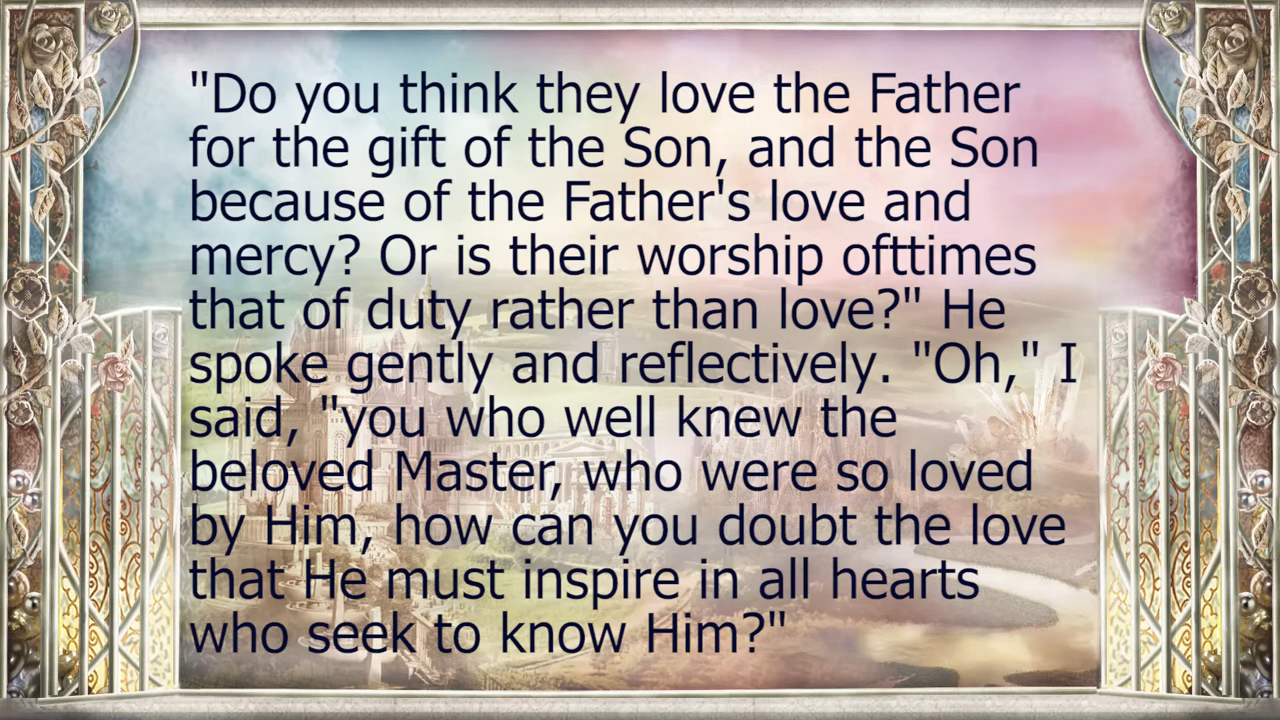 "Do you think they love the Father
for the gift of the Son, and the Son
because of the Father's love and
mercy? Or is their worship ofttimes
that of duty rather than love?" He
spoke gently and reflectively. "Oh," I
said, "you who well knew the
beloved Master, who were so loved
by Him, how can you doubt the love
that He must inspire in all hearts
who seek to know Him?"